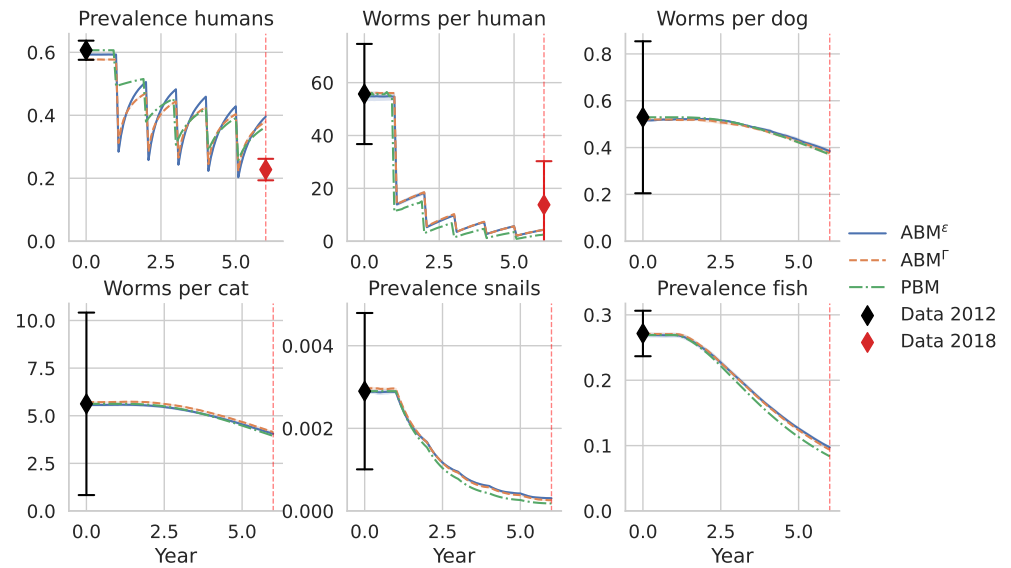 Prevalence humans
0.6
0.4
0.2
0.0
0.0 2.5 5.0
Worms per human
60
40
20
0
0.0 2.5 5.0
Worms per dog
0.8
0.6
0.4
0.2
0.0
0.0 2.5 5.0
ABM^ε
ABM^Γ
PBM
Data 2012
Data 2018
Worms per cat
10.0
7.5
5.0
2.5
0.0
0.0 2.5 5.0
Year
Prevalence snails
0.004
0.002
0.000
0.0 2.5 5.0
Year
Prevalence fish
0.3
0.2
0.1
0.0
0.0 2.5 5.0
Year